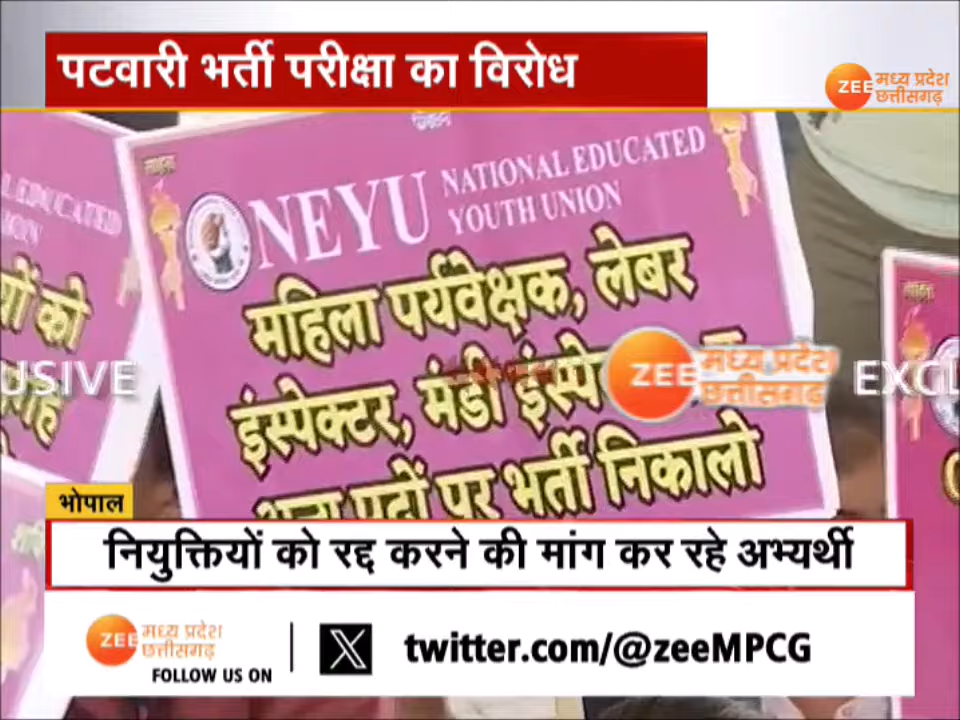 पटवारी भर्ती परीक्षा का विरोध
ZEE मध्य प्रदेश
छत्तीसगढ़
NEYU NATIONAL EDUCATED
YOUTH UNION
महिला पर्यवेक्षक, लेबर
इंस्पेक्टर, मंडी इंस्पे
पर भर्ती निकालो
ZEE मध्य प्रदेश
छत्तीसगढ़
USIVE
EXCL
यों को
भोपाल
नियुक्तियों को रद्द करने की मांग कर रहे अभ्यर्थी
ZEE मध्य प्रदेश
छत्तीसगढ़
FOLLOW US ON
X
twitter.com/@zeeMPCG